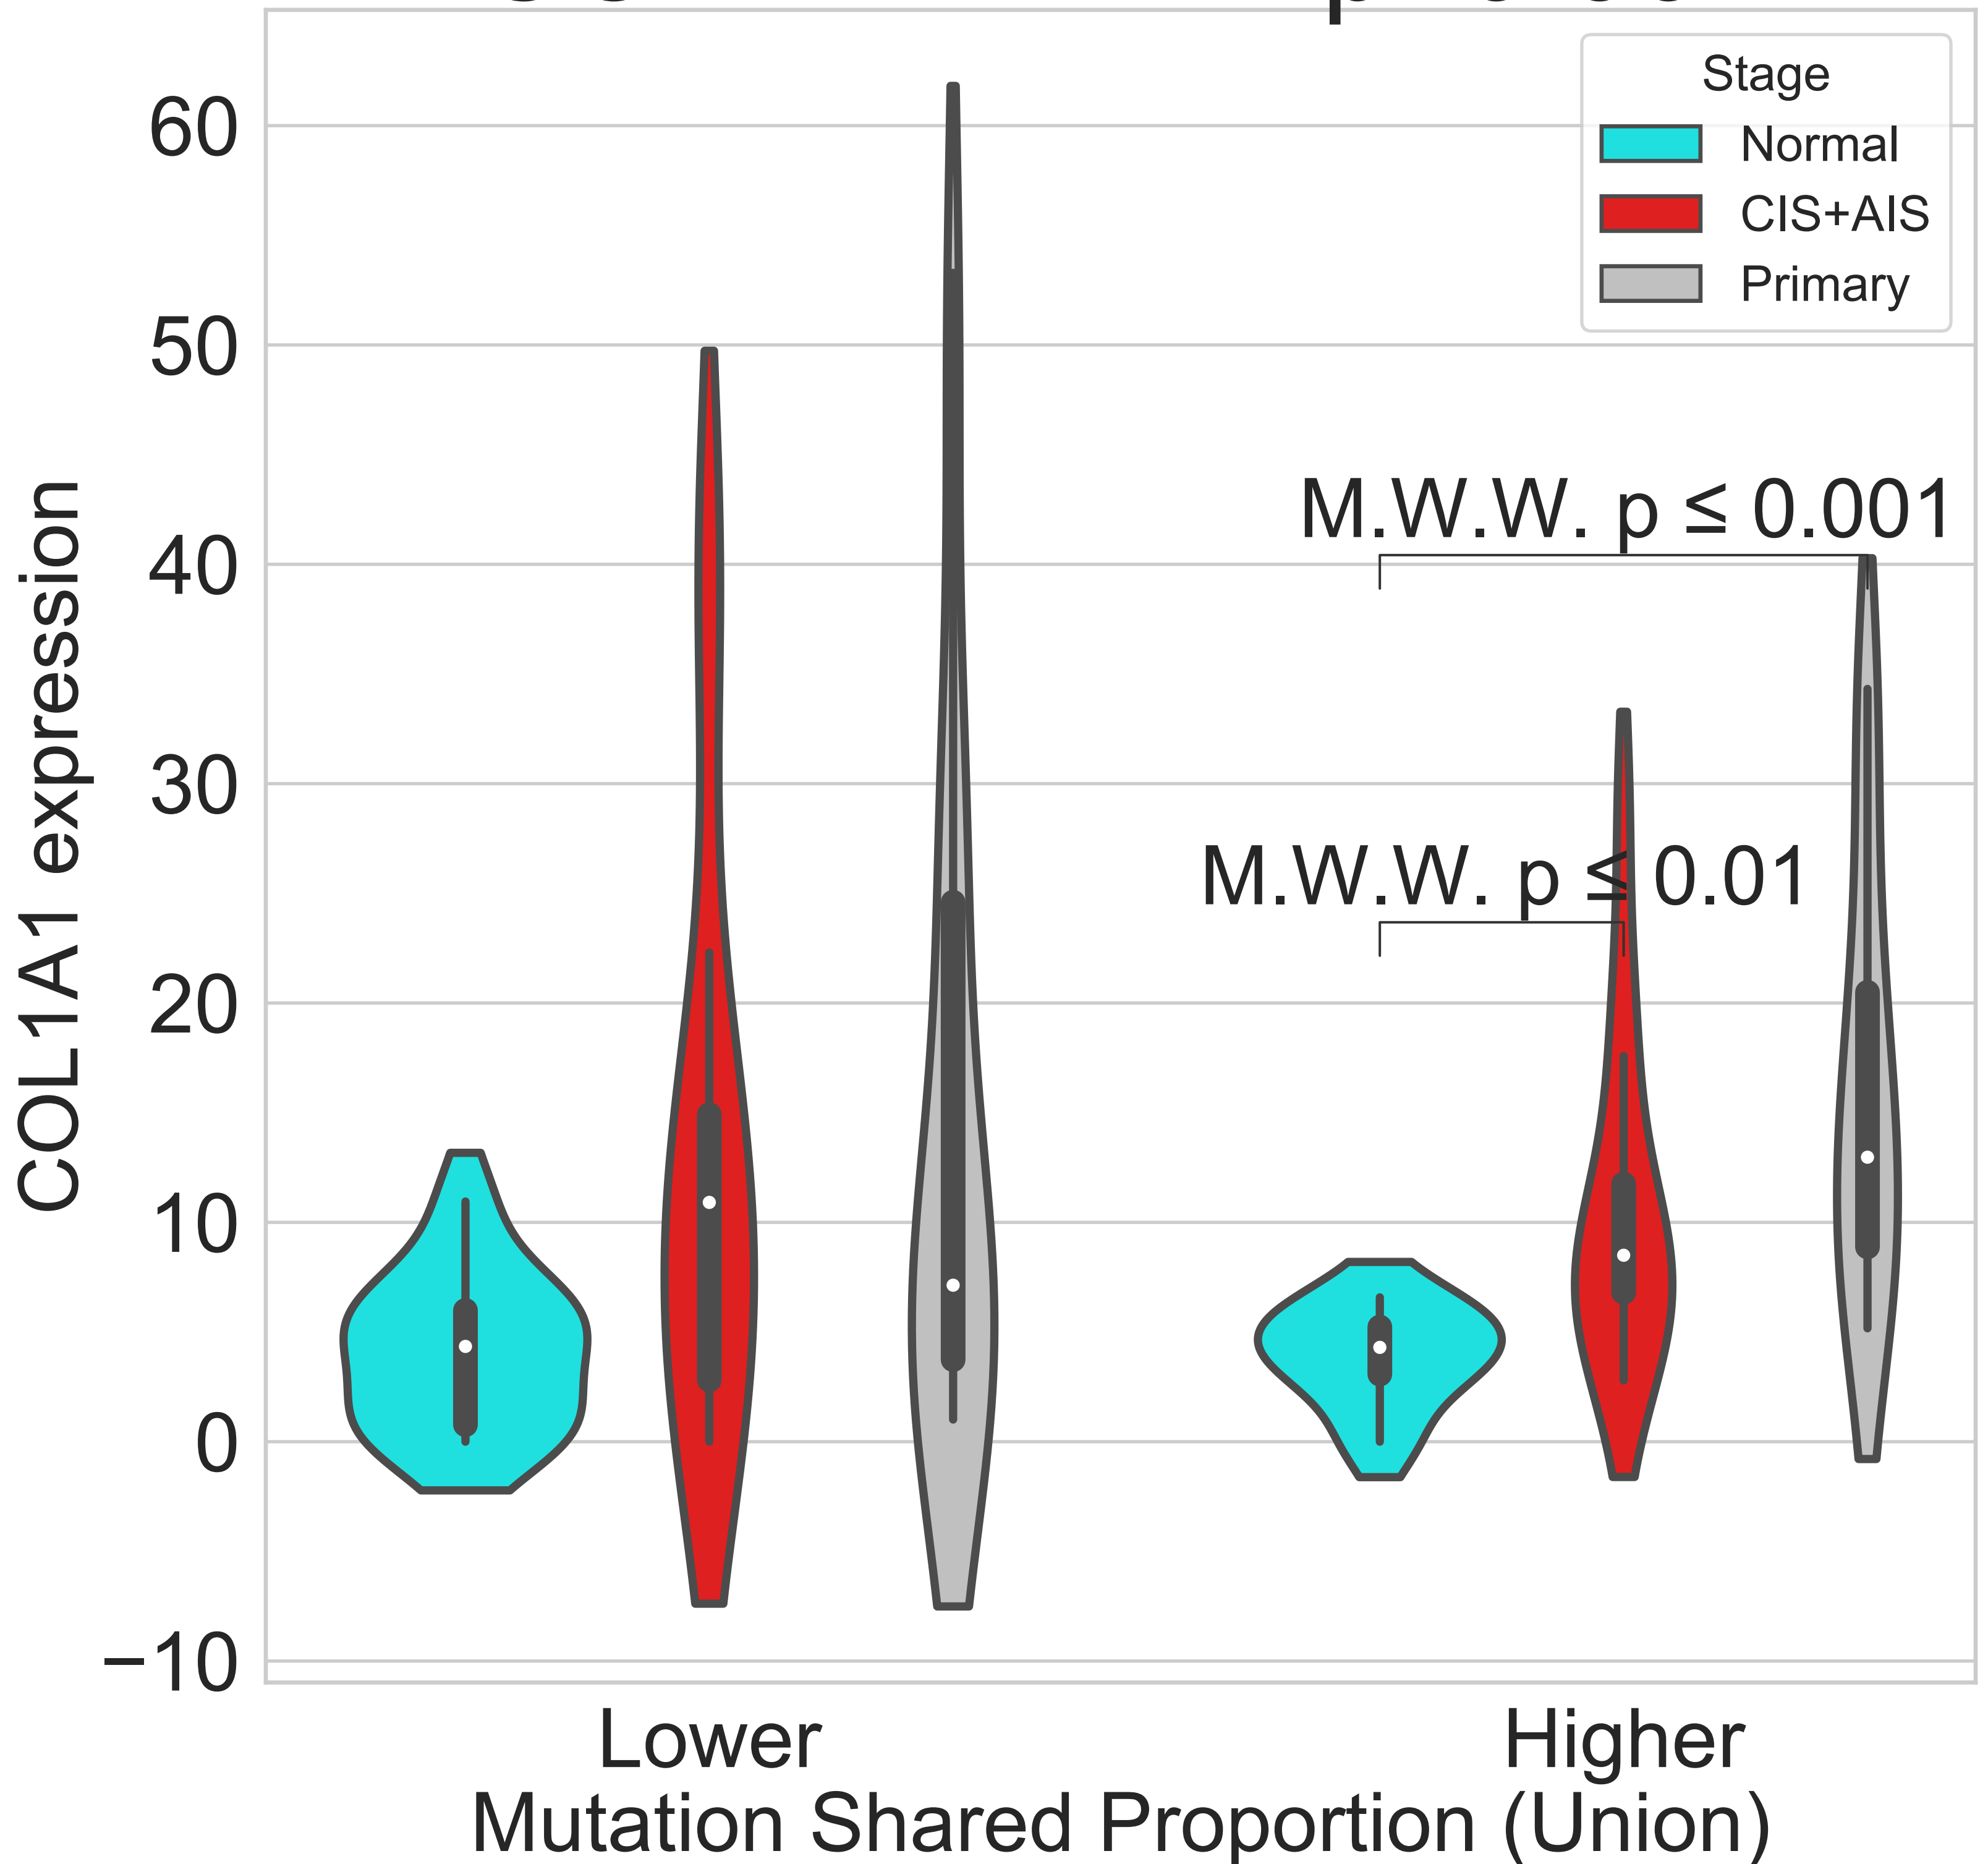 Stage
Normal
CIS+AIS
Primary
60
50
40
30
20
10
0
−10
COL1A1 expression
M.W.W. p ≤ 0.001
M.W.W. p ≤ 0.01
Lower
Higher
Mutation Shared Proportion (Union)